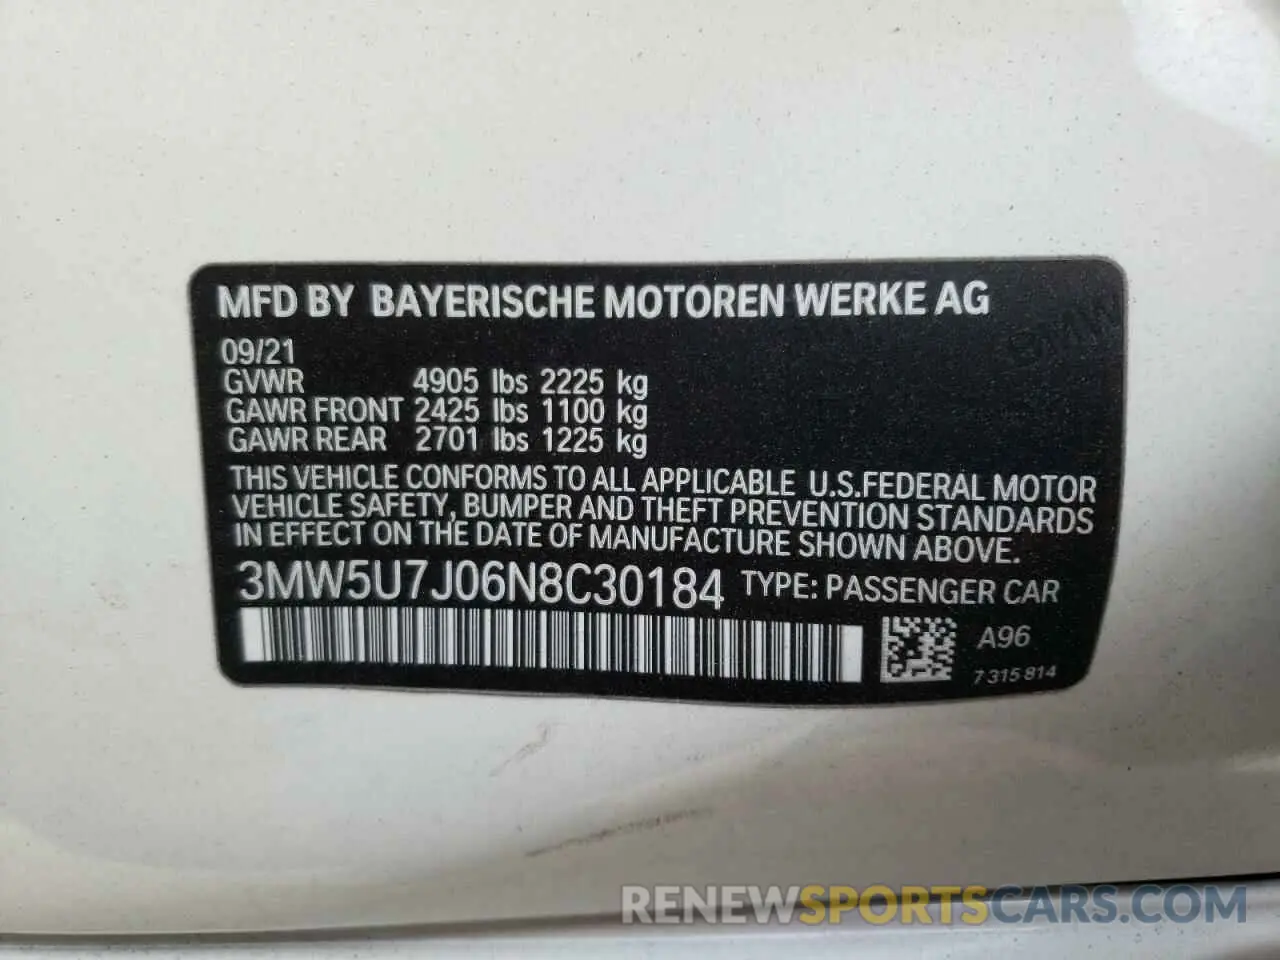 MFD BY BAYERISCHE MOTOREN WERKE AG
09/21
GVWR 4905 lbs 2225 kg
GAWR FRONT 2425 lbs 1100 kg
GAWR REAR 2701 lbs 1225 kg
THIS VEHICLE CONFORMS TO ALL APPLICABLE U.S.FEDERAL MOTOR
VEHICLE SAFETY, BUMPER AND THEFT PREVENTION STANDARDS
IN EFFECT ON THE DATE OF MANUFACTURE SHOWN ABOVE.
3MW5U7J06N8C30184 TYPE: PASSENGER CAR
A96
7 315 814
RENEWSPORTSCARS.COM